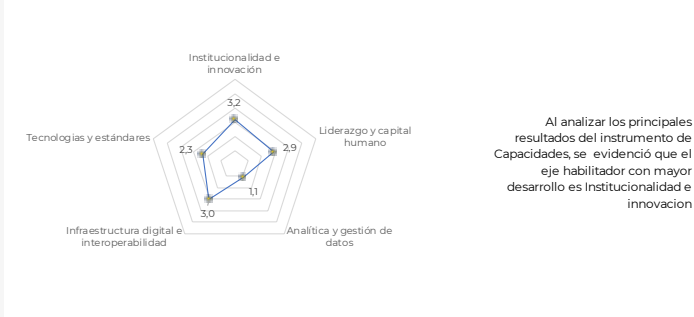 Institucionalidad e
innovación
3,2
Tecnologias y estándares
2,3
2,9
Liderazgo y capital
humano
1,1
3,0
Infraestructura digital e
interoperabilidad
Analítica y gestión de
datos
Al analizar los principales
resultados del instrumento de
Capacidades, se evidenció que el
eje habilitador con mayor
desarrollo es Institucionalidad e
innovacion